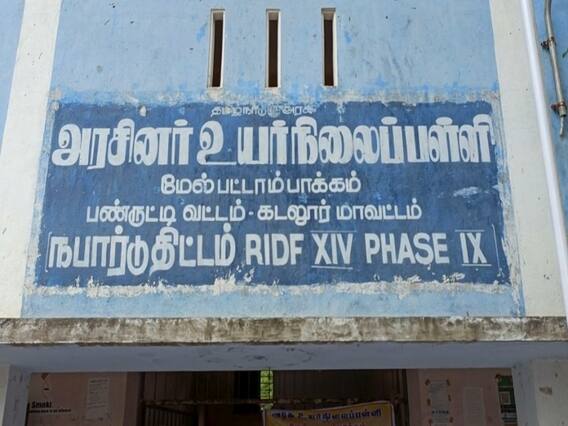 தமிழ்நாடு அரசு
அரசினர் உயர்நிலைப்பள்ளி
மேல்பட்டாம்பாக்கம்
பண்ருட்டி வட்டம் - கடலூர் மாவட்டம்
நபார்டுதிட்டம் RIDF XIV PHASE IX